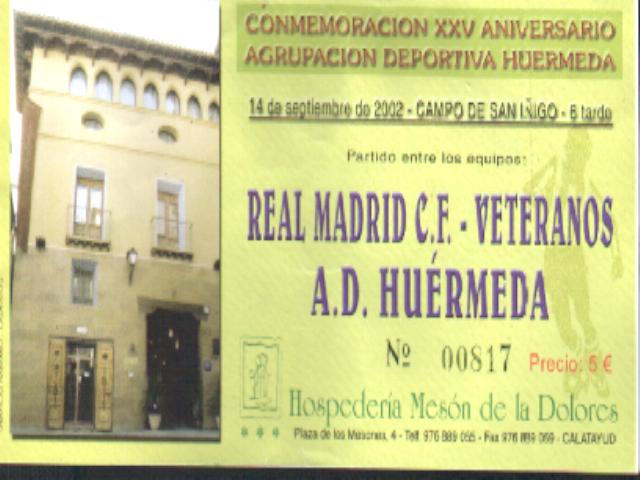 CONMEMORACION XXV ANIVERSARIO
AGRUPACION DEPORTIVA HUERMEDA
14 de septiembre de 2002 - CAMPO DE SAN IÑIGO - 6 tarde
Partido entre los equipos:
REAL MADRID C.F. - VETERANOS
A.D. HUÉRMEDA
Nº 00817 Precio: 5 €
Hospedería Mesón de la Dolores
Plaza de los Mesones, 4 - Telf. 976 889 055 - Fax 976 889 059 - CALATAYUD